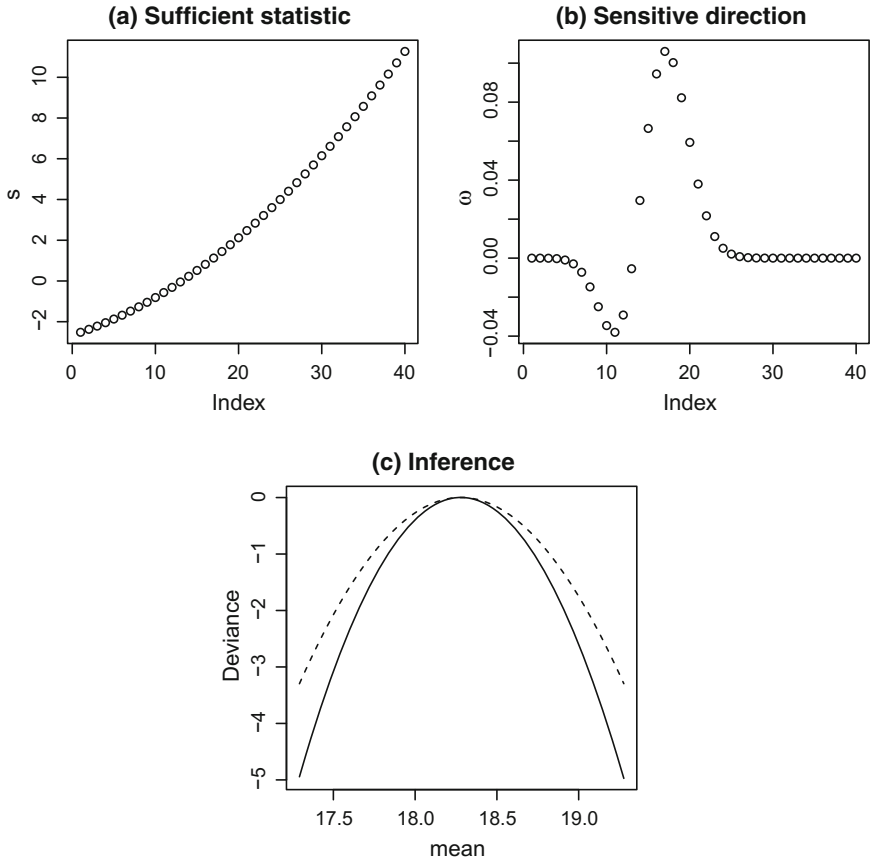 (a) Sufficient statistic
s
10
8
6
4
2
0
−2
0 10 20 30 40
Index
(b) Sensitive direction
ω
0.08
0.04
0.00
−0.04
0 10 20 30 40
Index
(c) Inference
Deviance
0
−1
−2
−3
−4
−5
17.5 18.0 18.5 19.0
mean